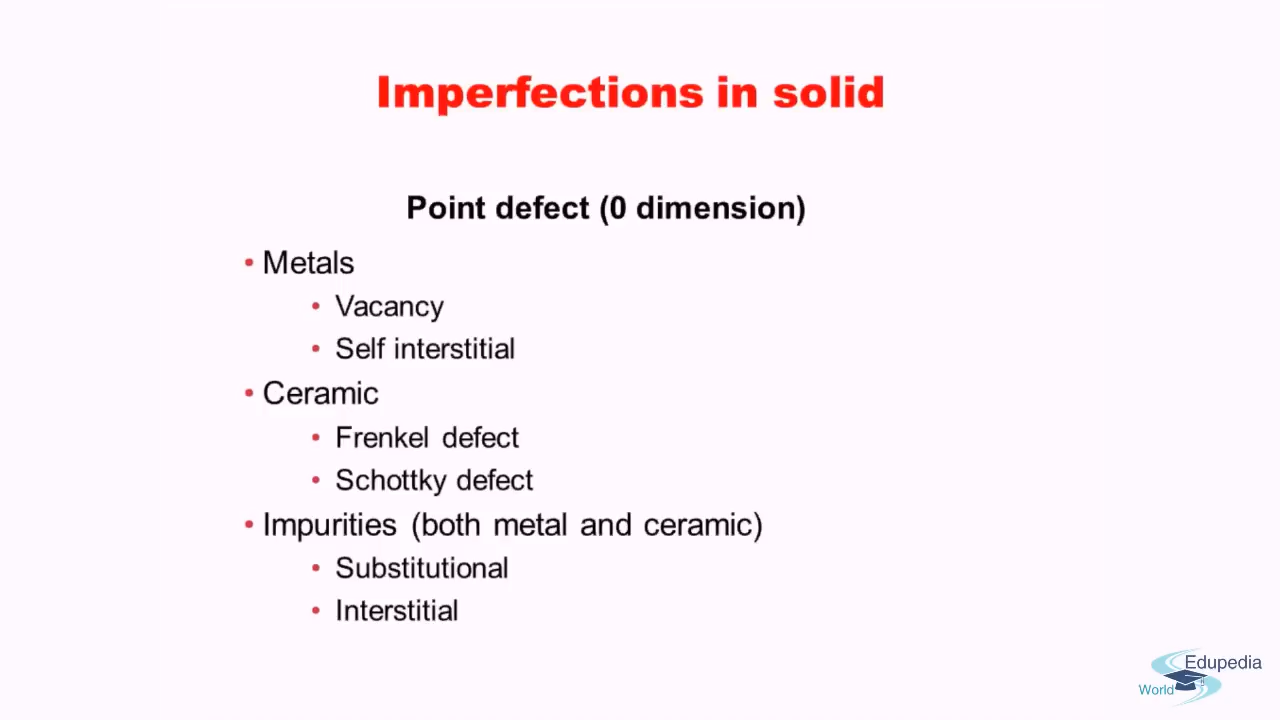 Imperfections in solid
Point defect (0 dimension)
• Metals
• Vacancy
• Self interstitial
• Ceramic
• Frenkel defect
• Schottky defect
• Impurities (both metal and ceramic)
• Substitutional
• Interstitial
Edupedia
World